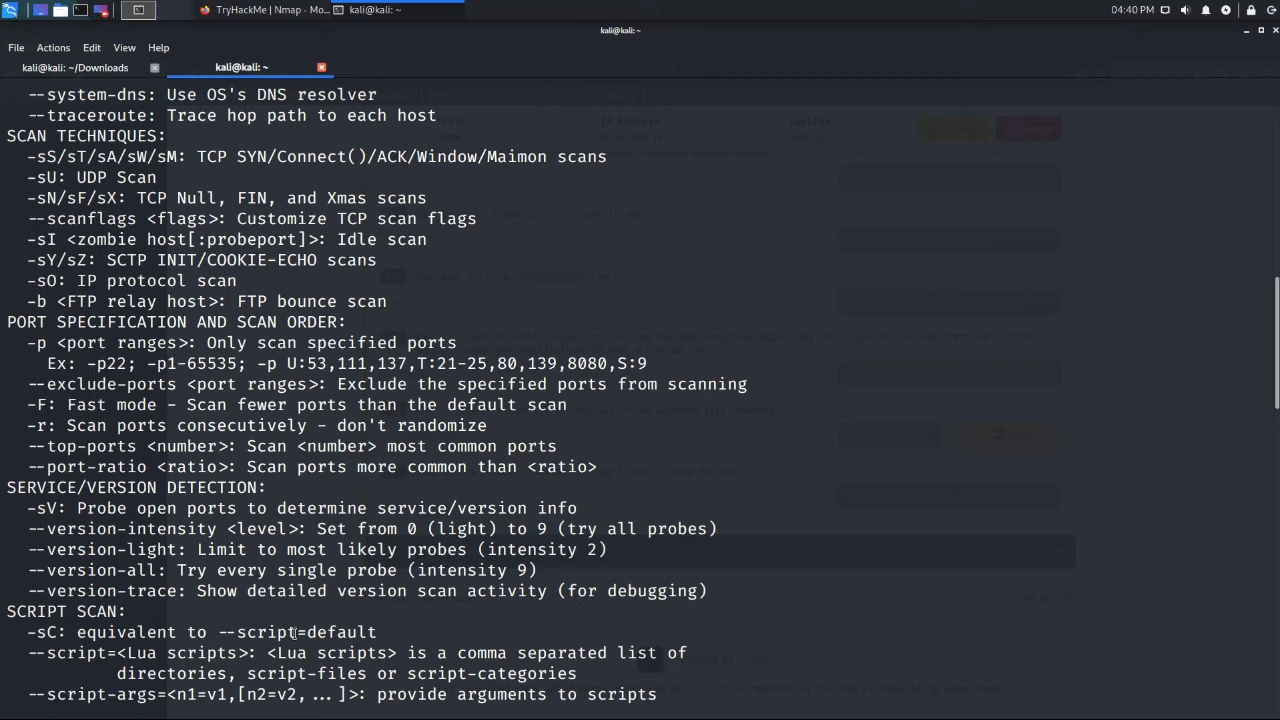 TryHackMe | Nmap - Mo...
kali@kali: ~
04:40 PM
kali@kali: ~
File Actions Edit View Help
kali@kali: ~/Downloads
kali@kali: ~
--system-dns: Use OS's DNS resolver
--traceroute: Trace hop path to each host
SCAN TECHNIQUES:
-sS/sT/sA/sW/sM: TCP SYN/Connect()/ACK/Window/Maimon scans
-sU: UDP Scan
-sN/sF/sX: TCP Null, FIN, and Xmas scans
--scanflags <flags>: Customize TCP scan flags
-sI <zombie host[:probeport]>: Idle scan
-sY/sZ: SCTP INIT/COOKIE-ECHO scans
-sO: IP protocol scan
-b <FTP relay host>: FTP bounce scan
PORT SPECIFICATION AND SCAN ORDER:
-p <port ranges>: Only scan specified ports
Ex: -p22; -p1-65535; -p U:53,111,137,T:21-25,80,139,8080,S:9
--exclude-ports <port ranges>: Exclude the specified ports from scanning
-F: Fast mode - Scan fewer ports than the default scan
-r: Scan ports consecutively - don't randomize
--top-ports <number>: Scan <number> most common ports
--port-ratio <ratio>: Scan ports more common than <ratio>
SERVICE/VERSION DETECTION:
-sV: Probe open ports to determine service/version info
--version-intensity <level>: Set from 0 (light) to 9 (try all probes)
--version-light: Limit to most likely probes (intensity 2)
--version-all: Try every single probe (intensity 9)
--version-trace: Show detailed version scan activity (for debugging)
SCRIPT SCAN:
-sC: equivalent to --script=default
--script=<Lua scripts>: <Lua scripts> is a comma separated list of
directories, script-files or script-categories
--script-args=<n1=v1,[n2=v2,...]>: provide arguments to scripts